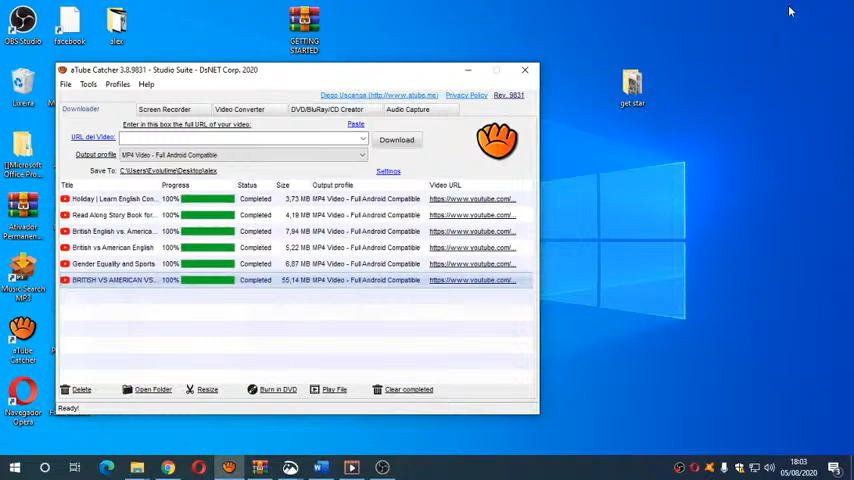 OBS Studio
facebook
alex
GETTING STARTED
get star
Lixeira
[]Microsoft Office Pro...
Ativador Permanen...
Music Search MP3
aTube Catcher
Navegador Opera
aTube Catcher 3.8.9831 - Studio Suite - DsNET Corp. 2020
File Tools Profiles Help
Diego Uscanga (http://www.atube.me) Privacy Policy Rev. 9831
Downloader Screen Recorder Video Converter DVD/BluRay/CD Creator Audio Capture
Enter in this box the full URL of your video: Paste
URL del Video: Download
Output profile MP4 Video - Full Android Compatible
Save To: C:\Users\Evolutime\Desktop\alex Settings
Title Progress Status Size Output profile Video URL
Holiday | Learn English Con... 100% Completed 3,73 MB MP4 Video - Full Android Compatible https://www.youtube.com/...
Read Along Story Book for... 100% Completed 4,19 MB MP4 Video - Full Android Compatible https://www.youtube.com/...
British English vs. America... 100% Completed 7,94 MB MP4 Video - Full Android Compatible https://www.youtube.com/...
British vs American English 100% Completed 5,22 MB MP4 Video - Full Android Compatible https://www.youtube.com/...
Gender Equality and Sports 100% Completed 6,87 MB MP4 Video - Full Android Compatible https://www.youtube.com/...
BRITISH VS AMERICAN VS... 100% Completed 55,14 MB MP4 Video - Full Android Compatible https://www.youtube.com/...
Delete Open Folder Resize Burn in DVD Play File Clear completed
Ready!
18:03
05/08/2020